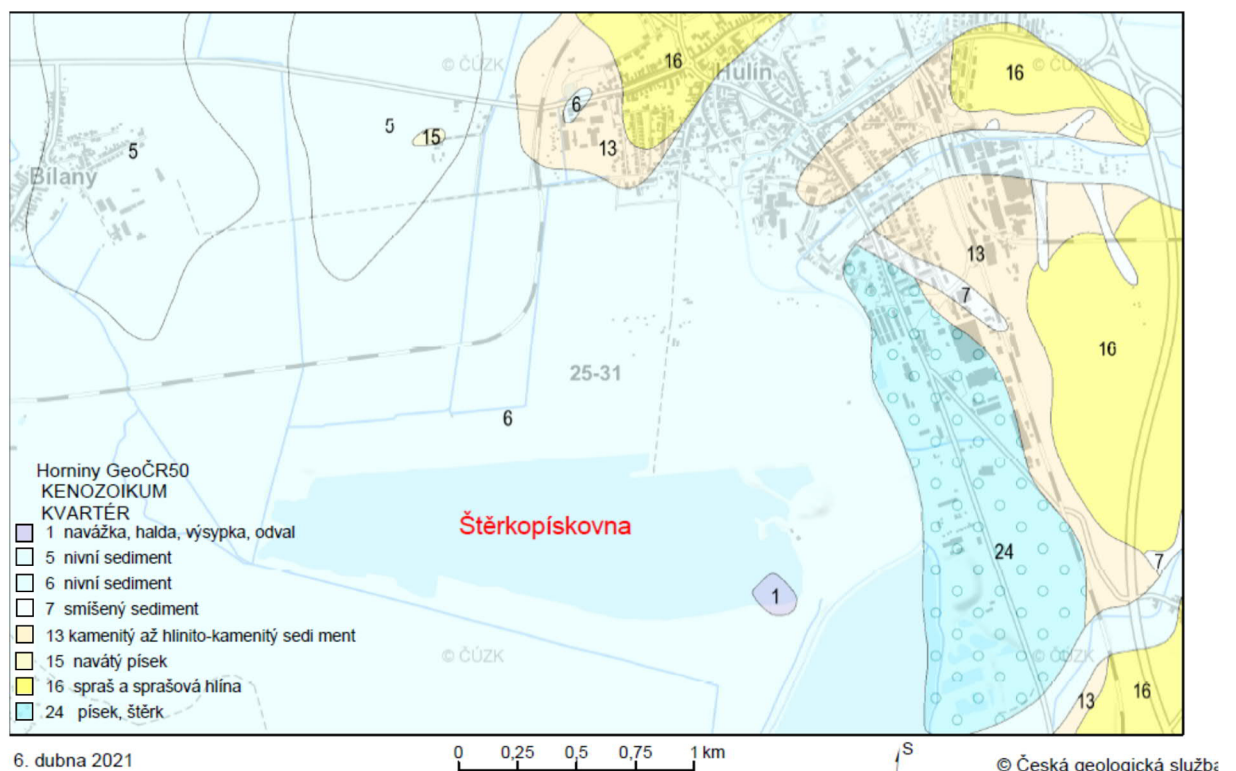 © ČÚZK
16
Hulín
16
© ČÚZK
6
5
15
5
13
Bílany
13
7
16
25-31
6
Horniny GeoČR50
KENOZOIKUM
KVARTÉR
1 navážka, halda, výsypka, odval
5 nivní sediment
6 nivní sediment
7 smíšený sediment
13 kamenitý až hlinito-kamenitý sedi ment
15 navátý písek
16 spraš a sprašová hlína
24 písek, štěrk
Štěrkopískovna
24
7
1
© ČÚZK
© ČÚZK
13
16
6. dubna 2021
0 0,25 0,5 0,75 1 km
S
© Česká geologická služba